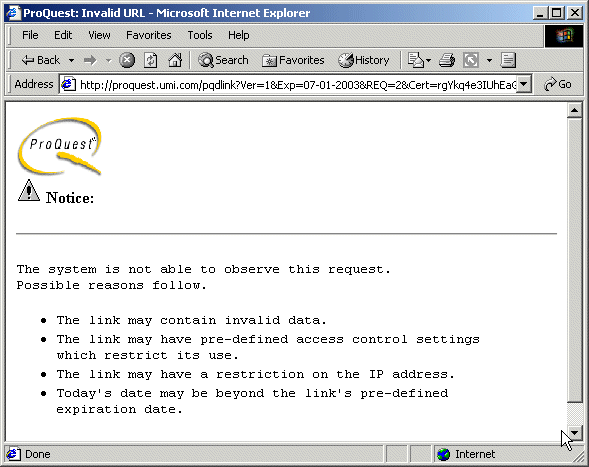 ProQuest: Invalid URL - Microsoft Internet Explorer
File Edit View Favorites Tools Help
Back Search Favorites History
Address http://proquest.umi.com/pqdlink?Ver=1&Exp=07-01-2003&REQ=2&Cert=rgYkq4e3IUhEaG Go
ProQuest
Notice:
The system is not able to observe this request.
Possible reasons follow.
• The link may contain invalid data.
• The link may have pre-defined access control settings
which restrict its use.
• The link may have a restriction on the IP address.
• Today's date may be beyond the link's pre-defined
expiration date.
Done Internet